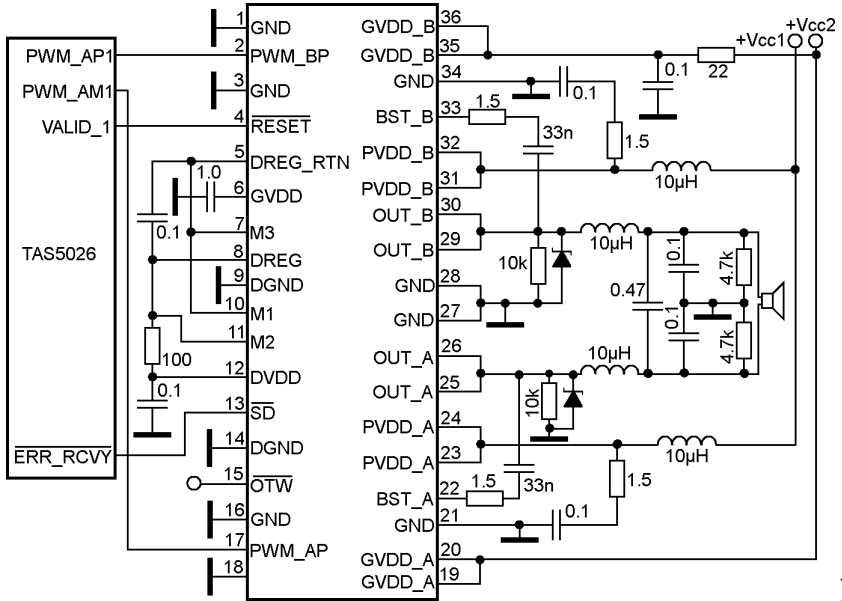 PWM_AP1
PWM_AM1
VALID_1
TAS5026
ERR_RCVY
1 GND
2 PWM_BP
3 GND
4 RESET
5 DREG_RTN
1.0
6 GVDD
7 M3
0.1
8 DREG
9 DGND
10 M1
11 M2
100
12 DVDD
0.1
13 SD
14 DGND
15 OTW
16 GND
17 PWM_AP
18
GVDD_B 36
GVDD_B 35
GND 34
BST_B 33
PVDD_B 32
PVDD_B 31
OUT_B 30
OUT_B 29
GND 28
GND 27
OUT_A 26
OUT_A 25
PVDD_A 24
PVDD_A 23
BST_A 22
GND 21
GVDD_A 20
GVDD_A 19
+Vcc1
+Vcc2
0.1
22
0.1
1.5
33n
1.5
10µH
10µH
10k
0.47
0.1
4.7k
0.1
4.7k
10µH
10k
10µH
1.5
33n
1.5
0.1